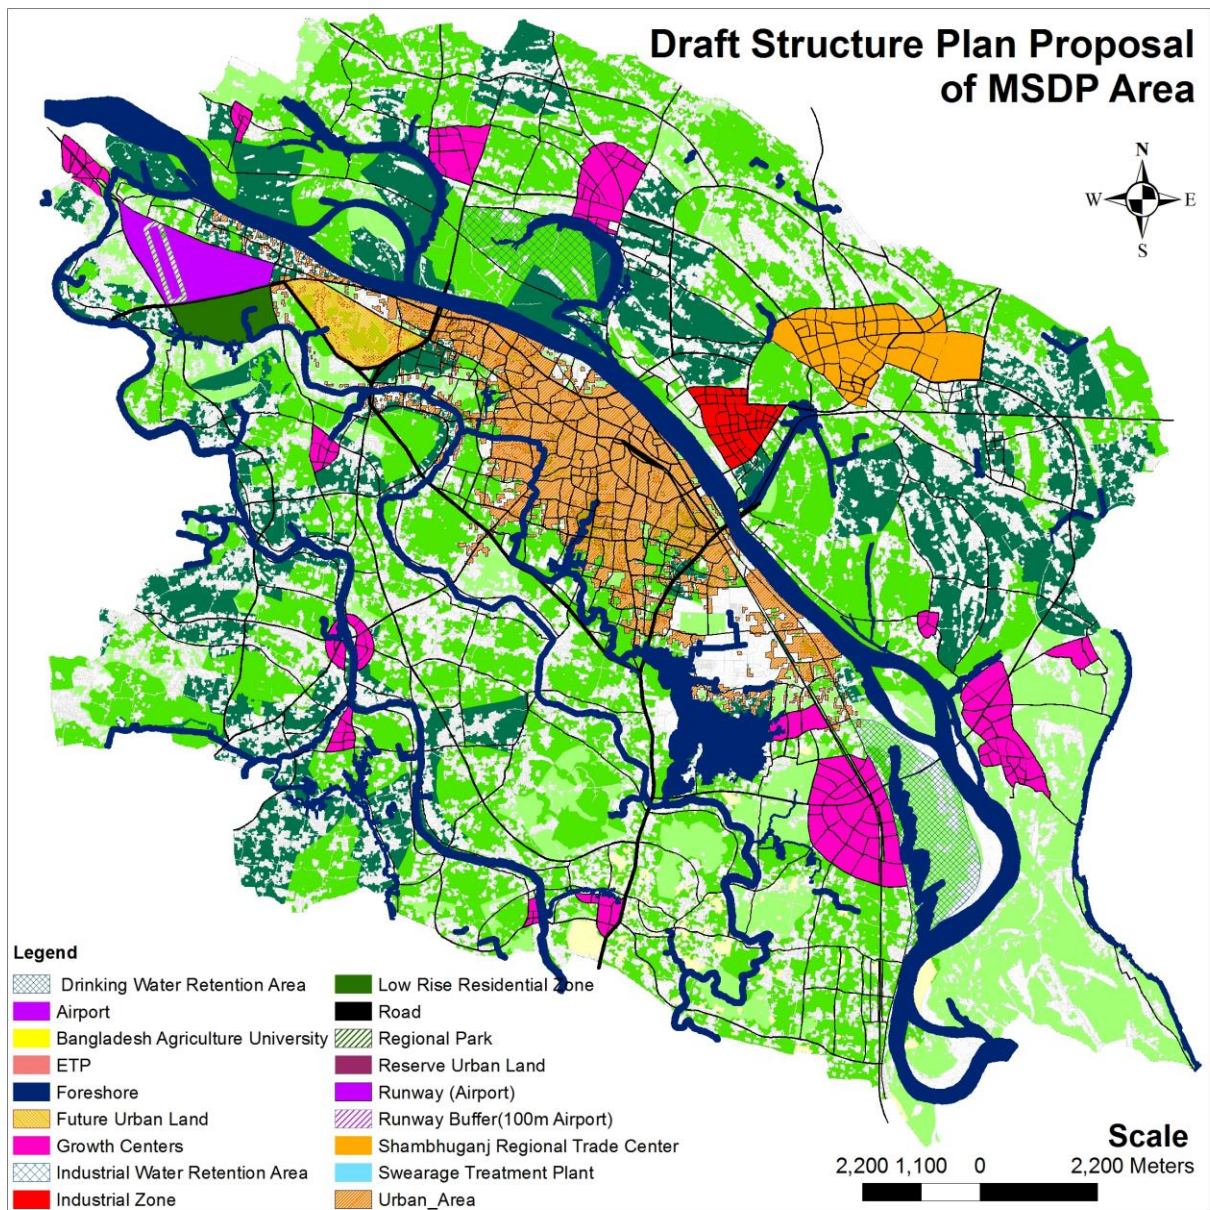 Draft Structure Plan Proposal
of MSDP Area
N
W E
S
Legend
Drinking Water Retention Area
Airport
Bangladesh Agriculture University
ETP
Foreshore
Future Urban Land
Growth Centers
Industrial Water Retention Area
Industrial Zone
Low Rise Residential Zone
Road
Regional Park
Reserve Urban Land
Runway (Airport)
Runway Buffer(100m Airport)
Shambhuganj Regional Trade Center
Swearage Treatment Plant
Urban_Area
Scale
2,200 1,100 0 2,200 Meters